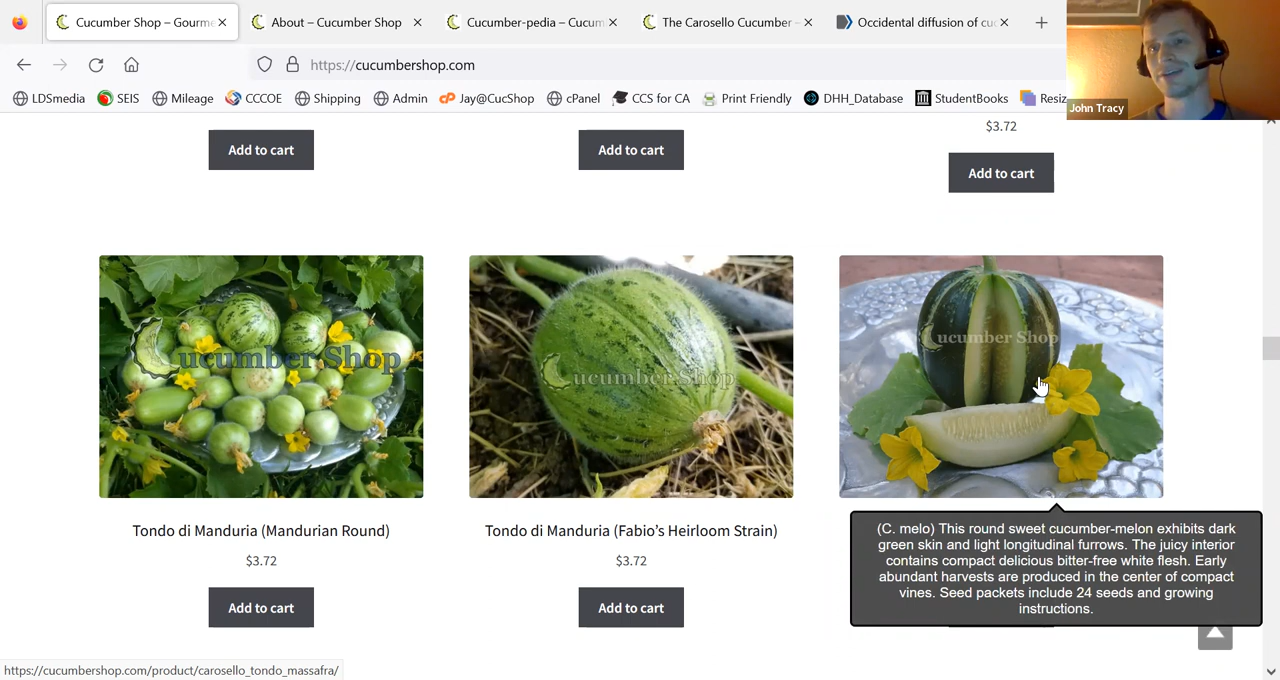 Cucumber Shop – Gourme
About – Cucumber Shop
Cucumber-pedia – Cucum
The Carosello Cucumber –
Occidental diffusion of cuc
https://cucumbershop.com
LDSmedia
SEIS
Mileage
CCCOE
Shipping
Admin
Jay@CucShop
cPanel
CCS for CA
Print Friendly
DHH_Database
StudentBooks
Resiz
John Tracy
$3.72
Add to cart
Add to cart
Add to cart
Cucumber Shop
Cucumber Shop
Cucumber Shop
Tondo di Manduria (Mandurian Round)
$3.72
Add to cart
Tondo di Manduria (Fabio’s Heirloom Strain)
$3.72
Add to cart
(C. melo) This round sweet cucumber-melon exhibits dark
green skin and light longitudinal furrows. The juicy interior
contains compact delicious bitter-free white flesh. Early
abundant harvests are produced in the center of compact
vines. Seed packets include 24 seeds and growing
instructions.
https://cucumbershop.com/product/carosello_tondo_massafra/